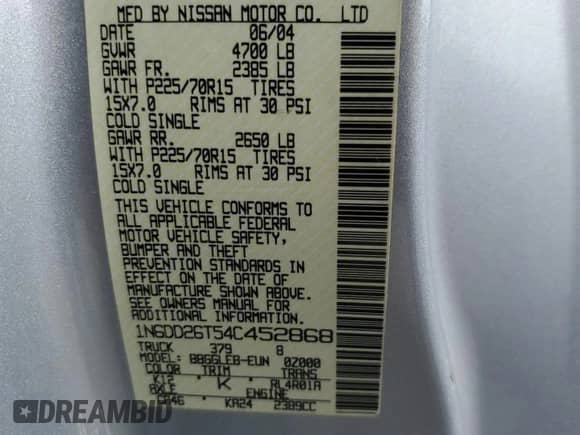 MFD BY NISSAN MOTOR CO. LTD
DATE 06/04
GVWR 4700 LB
GAWR FR. 2385 LB
WITH P225/70R15 TIRES
15X7.0 RIMS AT 30 PSI
COLD SINGLE
GAWR RR. 2650 LB
WITH P225/70R15 TIRES
15X7.0 RIMS AT 30 PSI
COLD SINGLE
THIS VEHICLE CONFORMS TO
ALL APPLICABLE FEDERAL
MOTOR VEHICLE SAFETY,
BUMPER AND THEFT
PREVENTION STANDARDS IN
EFFECT ON THE DATE OF
MANUFACTURE SHOWN ABOVE.
SEE OWNERS MANUAL FOR
ADDITIONAL INFORMATION.
1N6DD26T54C452868
TRUCK 379 8
MODEL: BBGGLEB-EUN 0Z000
COLOR TRIM TRANS
K12 K RL4R01A
AXLE ENGINE
CB46 KA24 2389CC
DREAMBID